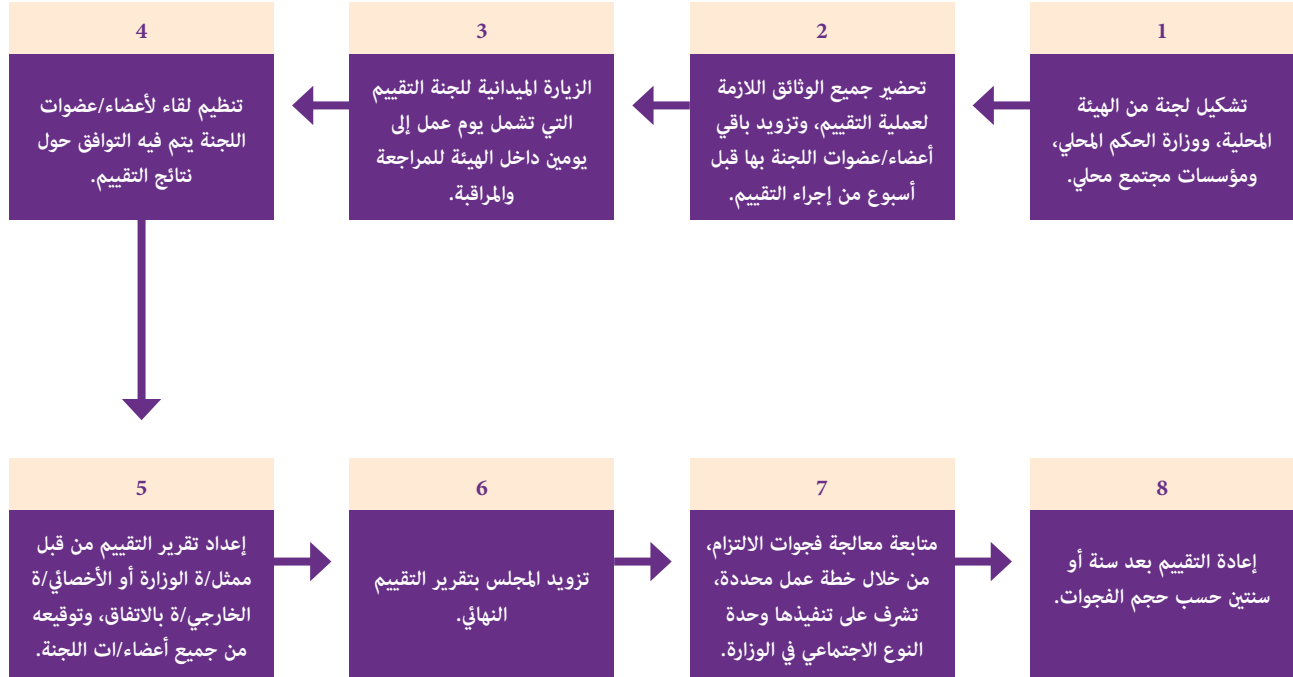 1
تشكيل لجنة من الهيئة
المحلية، ووزارة الحكم المحلي،
ومؤسسات مجتمع محلي.
2
تحضير جميع الوثائق اللازمة
لعملية التقييم، وتزويد باقي
أعضاء/عضوات اللجنة بها قبل
أسبوع من إجراء التقييم.
3
الزيارة الميدانية للجنة التقييم
التي تشمل يوم عمل إلى
يومين داخل الهيئة للمراجعة
والمراقبة.
4
تنظيم لقاء لأعضاء/عضوات
اللجنة يتم فيه التوافق حول
نتائج التقييم.
5
إعداد تقرير التقييم من قبل
ممثل/ة الوزارة أو الأخصائي/ة
الخارجي/ة بالاتفاق، وتوقيعه
من جميع أعضاء/ات اللجنة.
6
تزويد المجلس بتقرير التقييم
النهائي.
7
متابعة معالجة فجوات الالتزام،
من خلال خطة عمل محددة،
تشرف على تنفيذها وحدة
النوع الاجتماعي في الوزارة.
8
إعادة التقييم بعد سنة أو
سنتين حسب حجم الفجوات.